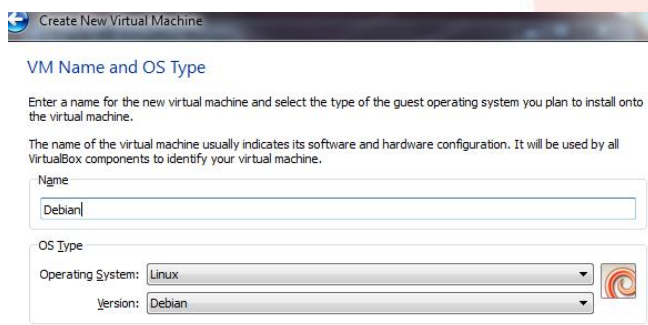 Create New Virtual Machine
VM Name and OS Type
Enter a name for the new virtual machine and select the type of the guest operating system you plan to install onto
the virtual machine.
The name of the virtual machine usually indicates its software and hardware configuration. It will be used by all
VirtualBox components to identify your virtual machine.
Name
Debian
OS Type
Operating System: Linux
Version: Debian